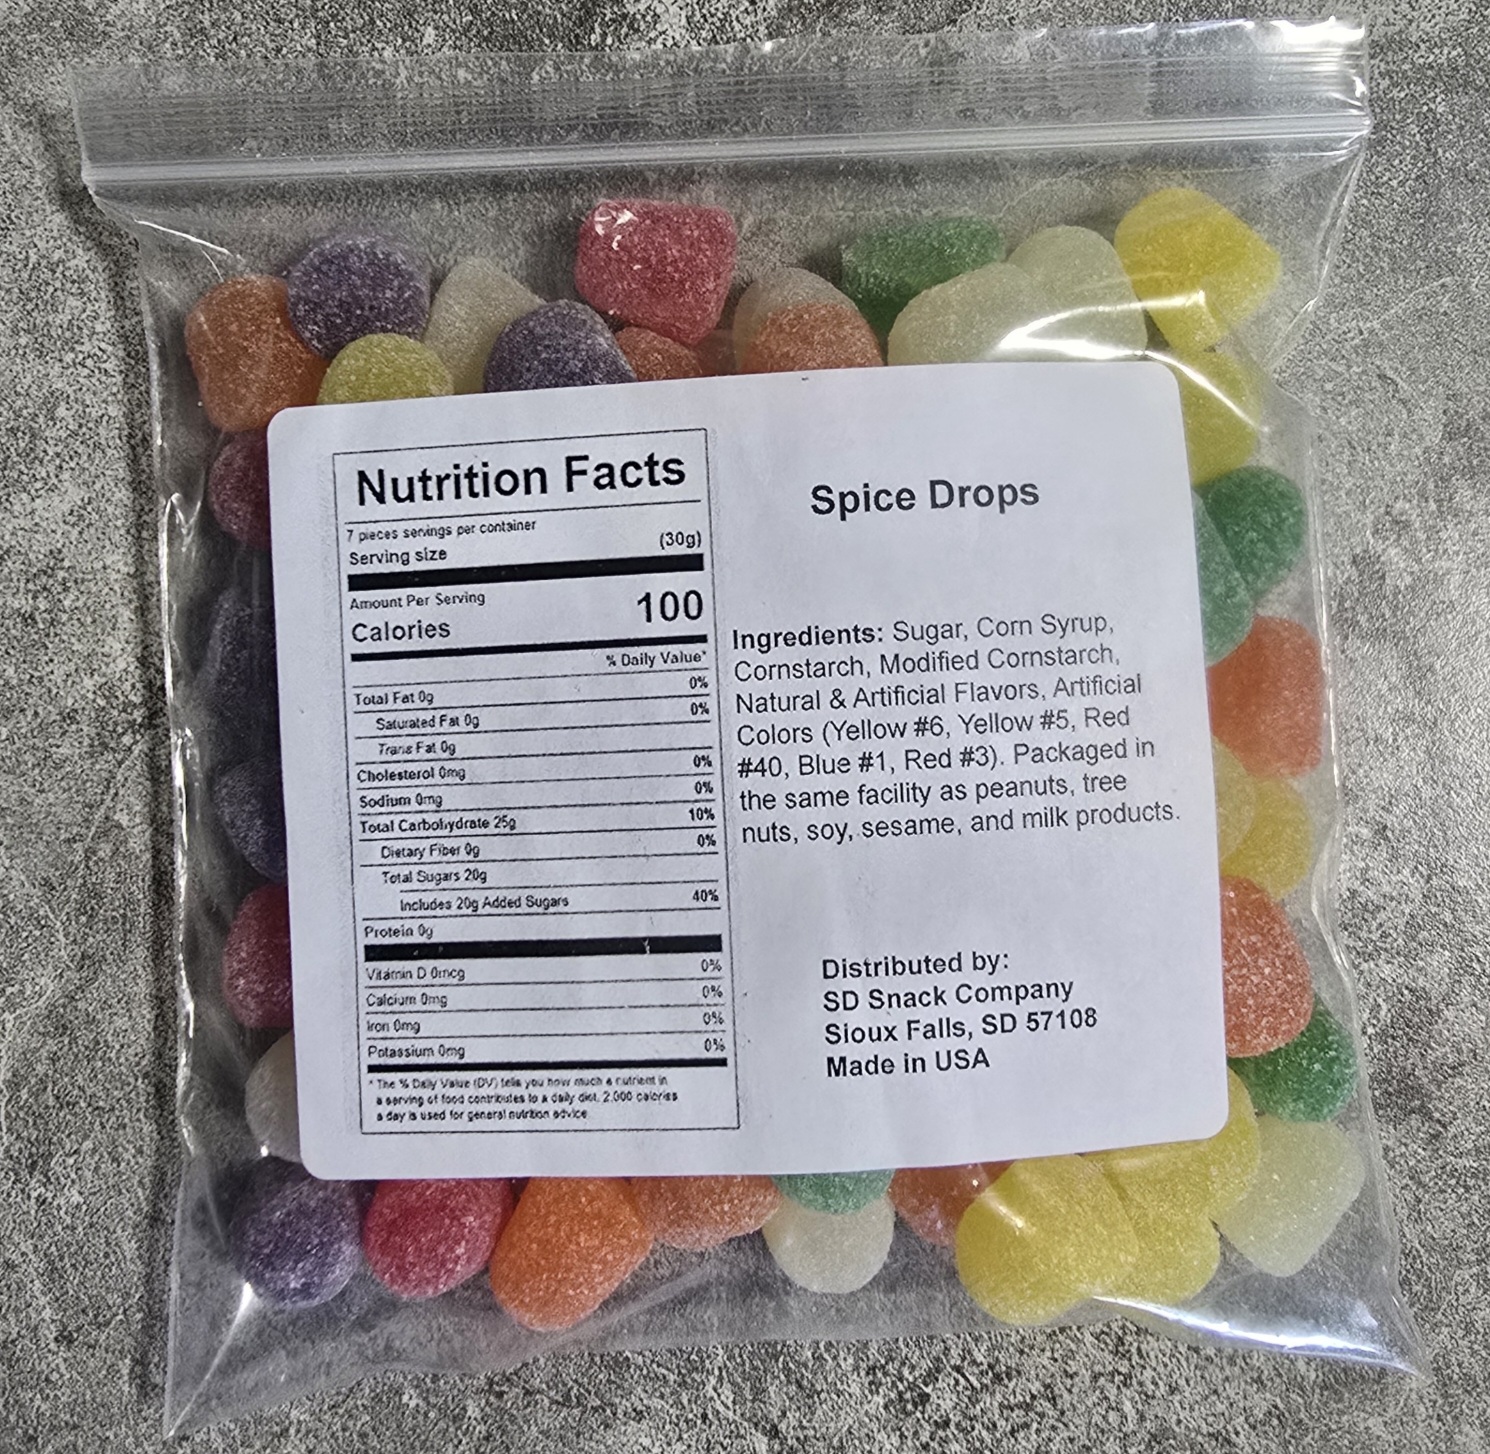 Nutrition Facts
7 pieces servings per container
Serving size (30g)
Amount Per Serving
Calories 100
% Daily Value*
Total Fat 0g 0%
Saturated Fat 0g 0%
Trans Fat 0g
Cholesterol 0mg 0%
Sodium 0mg 0%
Total Carbohydrate 25g 10%
Dietary Fiber 0g 0%
Total Sugars 20g
Includes 20g Added Sugars 40%
Protein 0g
Vitamin D 0mcg 0%
Calcium 0mg 0%
Iron 0mg 0%
Potassium 0mg 0%
* The % Daily Value (DV) tells you how much a nutrient in
a serving of food contributes to a daily diet. 2,000 calories
a day is used for general nutrition advice
Spice Drops
Ingredients: Sugar, Corn Syrup,
Cornstarch, Modified Cornstarch,
Natural & Artificial Flavors, Artificial
Colors (Yellow #6, Yellow #5, Red
#40, Blue #1, Red #3). Packaged in
the same facility as peanuts, tree
nuts, soy, sesame, and milk products.
Distributed by:
SD Snack Company
Sioux Falls, SD 57108
Made in USA